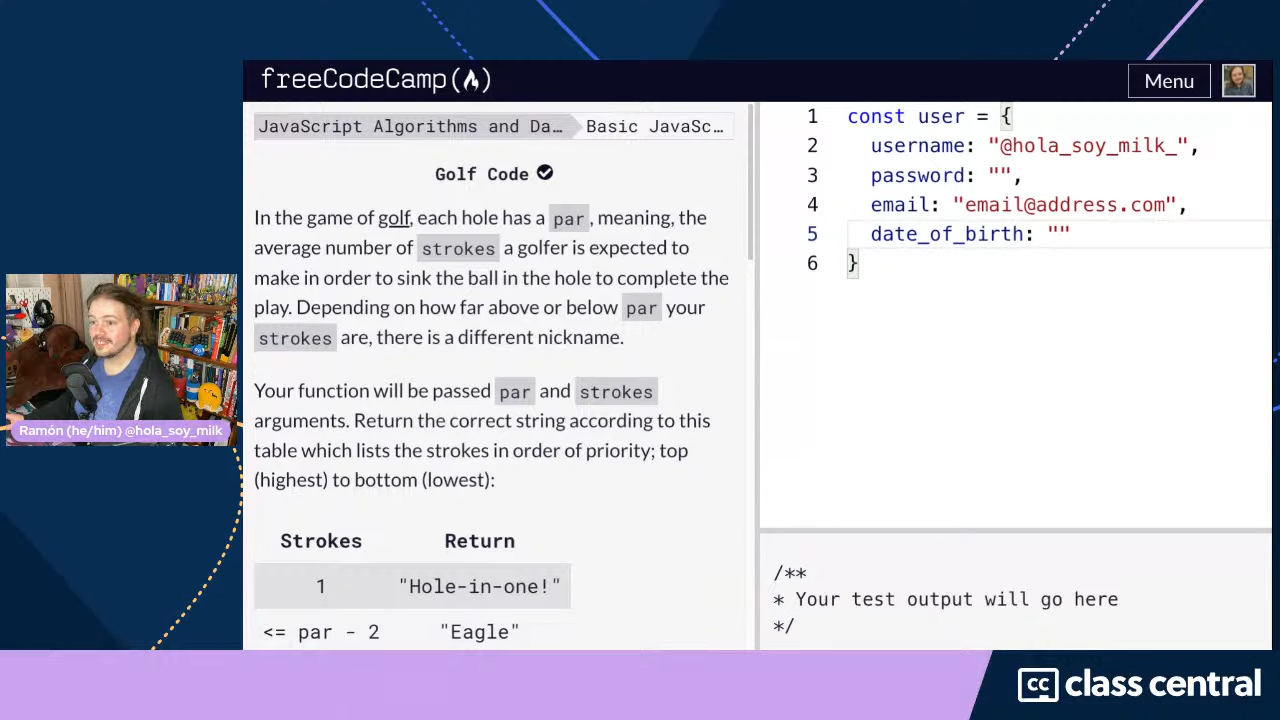 freeCodeCamp
Menu
JavaScript Algorithms and Da…
Basic JavaSc…
Golf Code
In the game of golf, each hole has a par, meaning, the
average number of strokes a golfer is expected to
make in order to sink the ball in the hole to complete the
play. Depending on how far above or below par your
strokes are, there is a different nickname.
Your function will be passed par and strokes
arguments. Return the correct string according to this
table which lists the strokes in order of priority; top
(highest) to bottom (lowest):
Strokes Return
1 "Hole-in-one!"
<= par - 2 "Eagle"
1 const user = {
2 username: "@hola_soy_milk_",
3 password: "",
4 email: "email@address.com",
5 date_of_birth: ""
6 }
/**
* Your test output will go here
*/
Ramón (he/him) @hola_soy_milk
cc class central